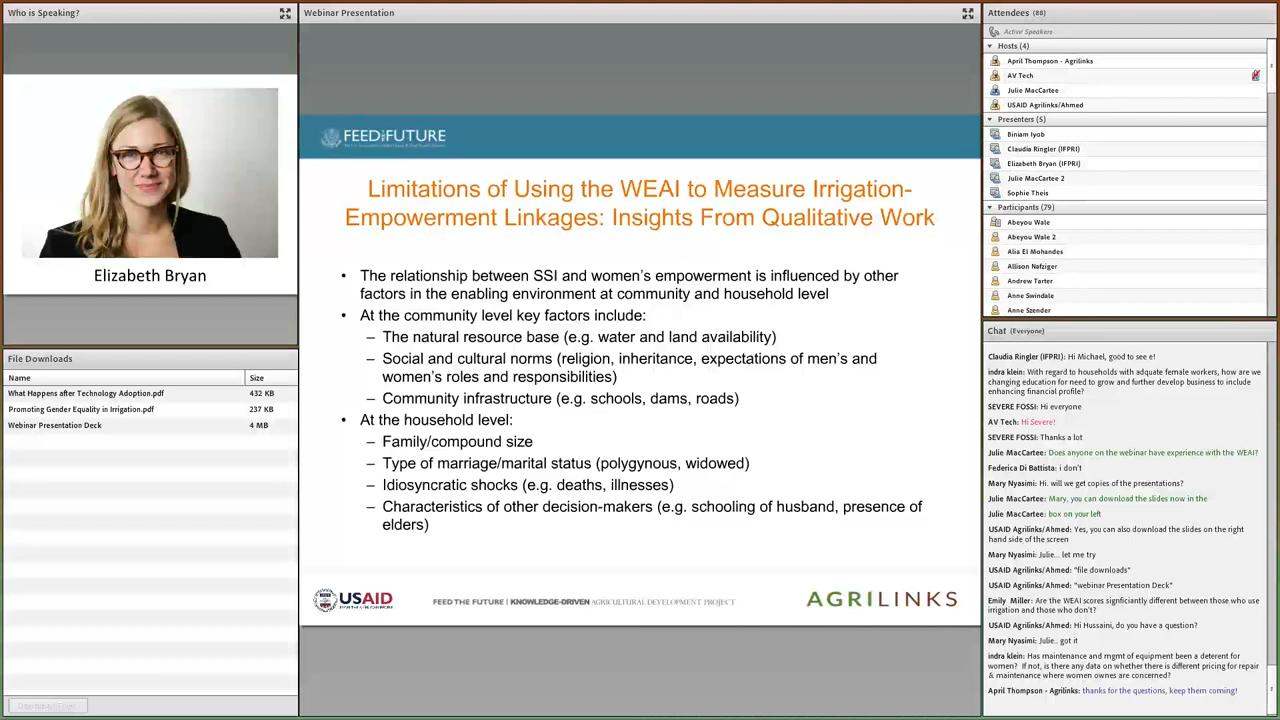 Who is Speaking?
Elizabeth Bryan
File Downloads
Name Size
What Happens after Technology Adoption.pdf 432 KB
Promoting Gender Equality in Irrigation.pdf 237 KB
Webinar Presentation Deck 4 MB
Webinar Presentation
FEED THE FUTURE
Limitations of Using the WEAI to Measure Irrigation-
Empowerment Linkages: Insights From Qualitative Work
• The relationship between SSI and women's empowerment is influenced by other
factors in the enabling environment at community and household level
• At the community level key factors include:
– The natural resource base (e.g. water and land availability)
– Social and cultural norms (religion, inheritance, expectations of men's and
women's roles and responsibilities)
– Community infrastructure (e.g. schools, dams, roads)
• At the household level:
– Family/compound size
– Type of marriage/marital status (polygynous, widowed)
– Idiosyncratic shocks (e.g. deaths, illnesses)
– Characteristics of other decision-makers (e.g. schooling of husband, presence of
elders)
USAID
FEED THE FUTURE | KNOWLEDGE-DRIVEN AGRICULTURAL DEVELOPMENT PROJECT
AGRILINKS
Attendees (88)
Active Speakers
Hosts (4)
April Thompson - Agrilinks
AV Tech
Julie MacCartee
USAID Agrilinks/Ahmed
Presenters (5)
Biniam Iyob
Claudia Ringler (IFPRI)
Elizabeth Bryan (IFPRI)
Julie MacCartee 2
Sophie Theis
Participants (79)
Abeyou Wale
Abeyou Wale 2
Alia El Mohandes
Allison Nafziger
Andrew Tarter
Anne Swindale
Anne Szender
Chat (Everyone)
Claudia Ringler (IFPRI): Hi Michael, good to see e!
indra klein: With regard to households with adquate female workers, how are we
changing education for need to grow and further develop business to include
enhancing financial profile?
SEVERE FOSSI: Hi everyone
AV Tech: Hi Severe!
SEVERE FOSSI: Thanks a lot
Julie MacCartee: Does anyone on the webinar have experience with the WEAI?
Federica Di Battista: i don't
Mary Nyasimi: Hi. will we get copies of the presentations?
Julie MacCartee: Mary, you can download the slides now in the
Julie MacCartee: box on your left
USAID Agrilinks/Ahmed: Yes, you can also download the slides on the right
hand side of the screen
Mary Nyasimi: Julie... let me try
USAID Agrilinks/Ahmed: "file downloads"
USAID Agrilinks/Ahmed: "webinar Presentation Deck"
Emily Miller: Are the WEAI scores signficiantly different between those who use
irrigation and those who don't?
USAID Agrilinks/Ahmed: Hi Hussaini, do you have a question?
Mary Nyasimi: Julie.. got it
indra klein: Has maintenance and mgmt of equipment been a deterent for
women? If not, is there any data on whether there is different pricing for repair
& maintenance where women ownes are concerned?
April Thompson - Agrilinks: thanks for the questions, keep them coming!